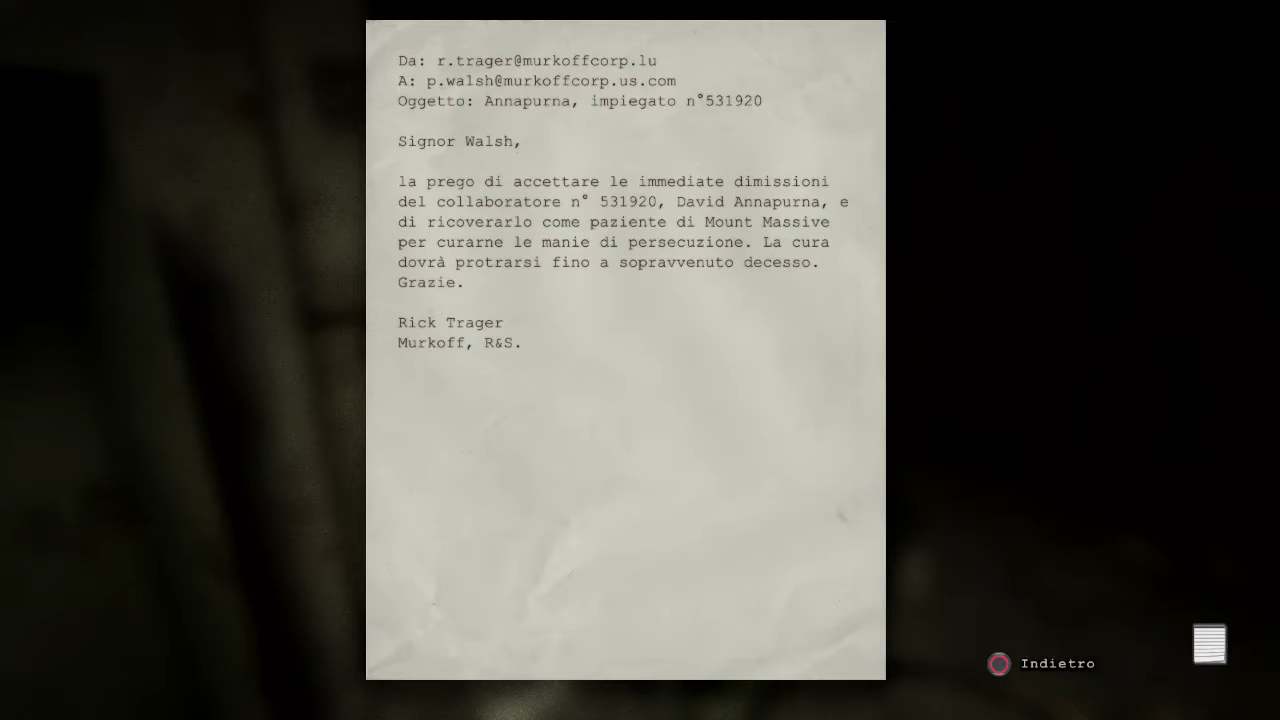 Da: r.trager@murkoffcorp.lu
A: p.walsh@murkoffcorp.us.com
Oggetto: Annapurna, impiegato n°531920
Signor Walsh,
la prego di accettare le immediate dimissioni
del collaboratore n° 531920, David Annapurna, e
di ricoverarlo come paziente di Mount Massive
per curarne le manie di persecuzione. La cura
dovrà protrarsi fino a sopravvenuto decesso.
Grazie.
Rick Trager
Murkoff, R&S.
Indietro